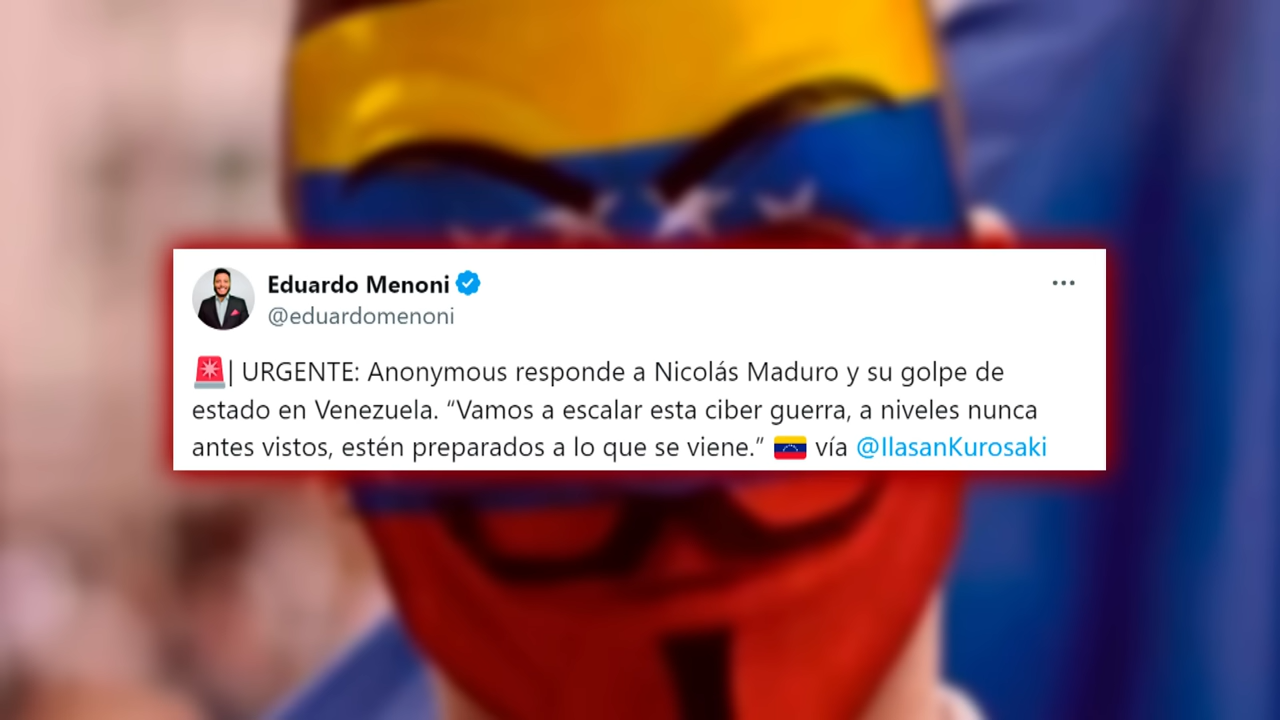 Eduardo Menoni
@eduardomenoni
🚨| URGENTE: Anonymous responde a Nicolás Maduro y su golpe de
estado en Venezuela. “Vamos a escalar esta ciber guerra, a niveles nunca
antes vistos, estén preparados a lo que se viene.” 🇻🇪 vía @IlasanKurosaki